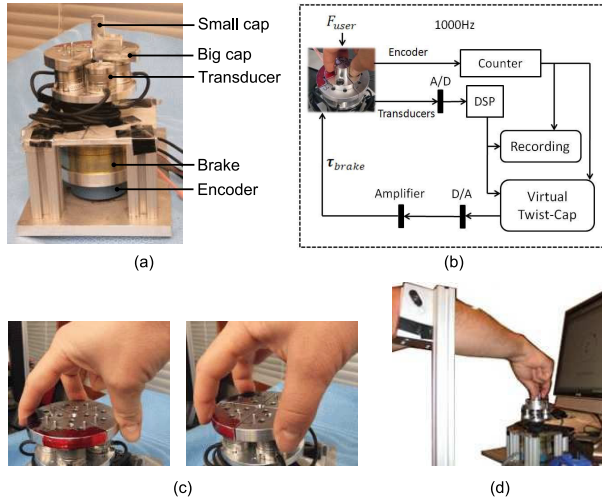 Small cap
Big cap
Transducer
Brake
Encoder
(a)
F_user
1000Hz
Encoder
Counter
A/D
Transducers
DSP
Recording
τ_brake
Amplifier
D/A
Virtual
Twist-Cap
(b)
(c)
(d)